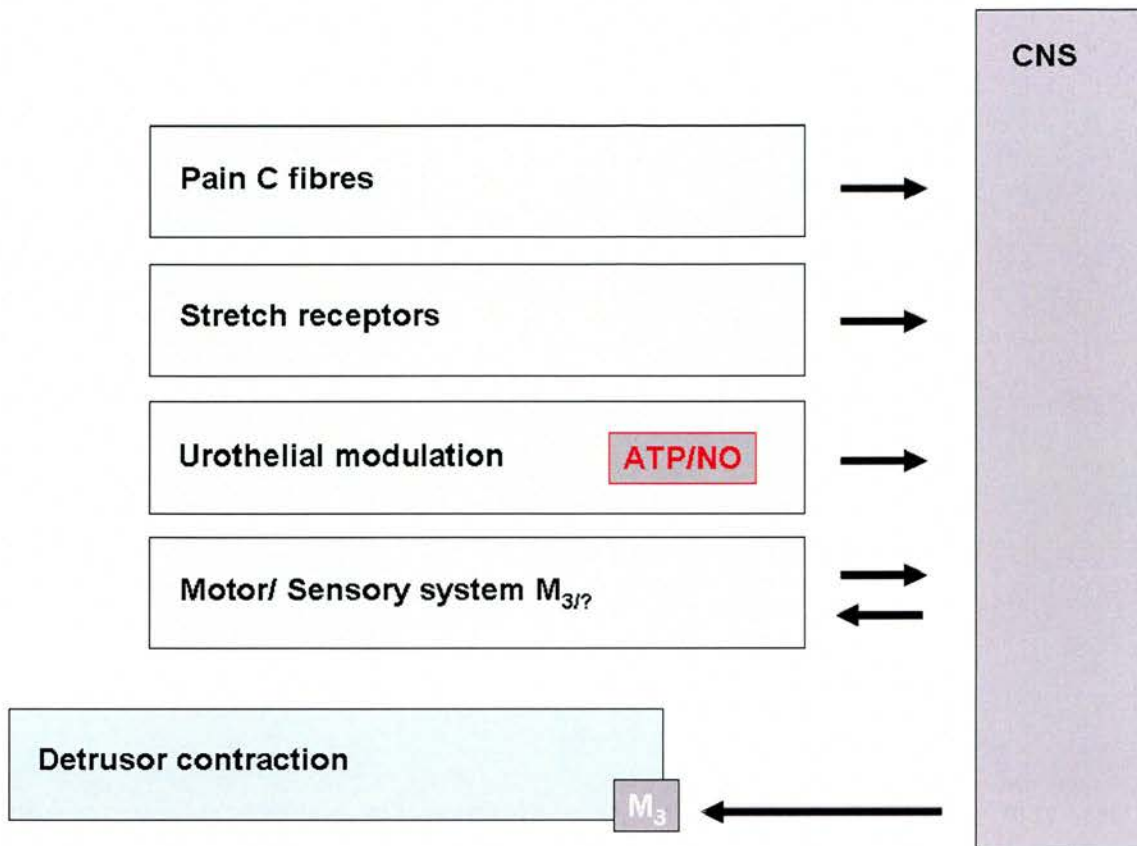 CNS
Pain C fibres
Stretch receptors
Urothelial modulation ATP/NO
Motor/ Sensory system M3/?
Detrusor contraction
M3